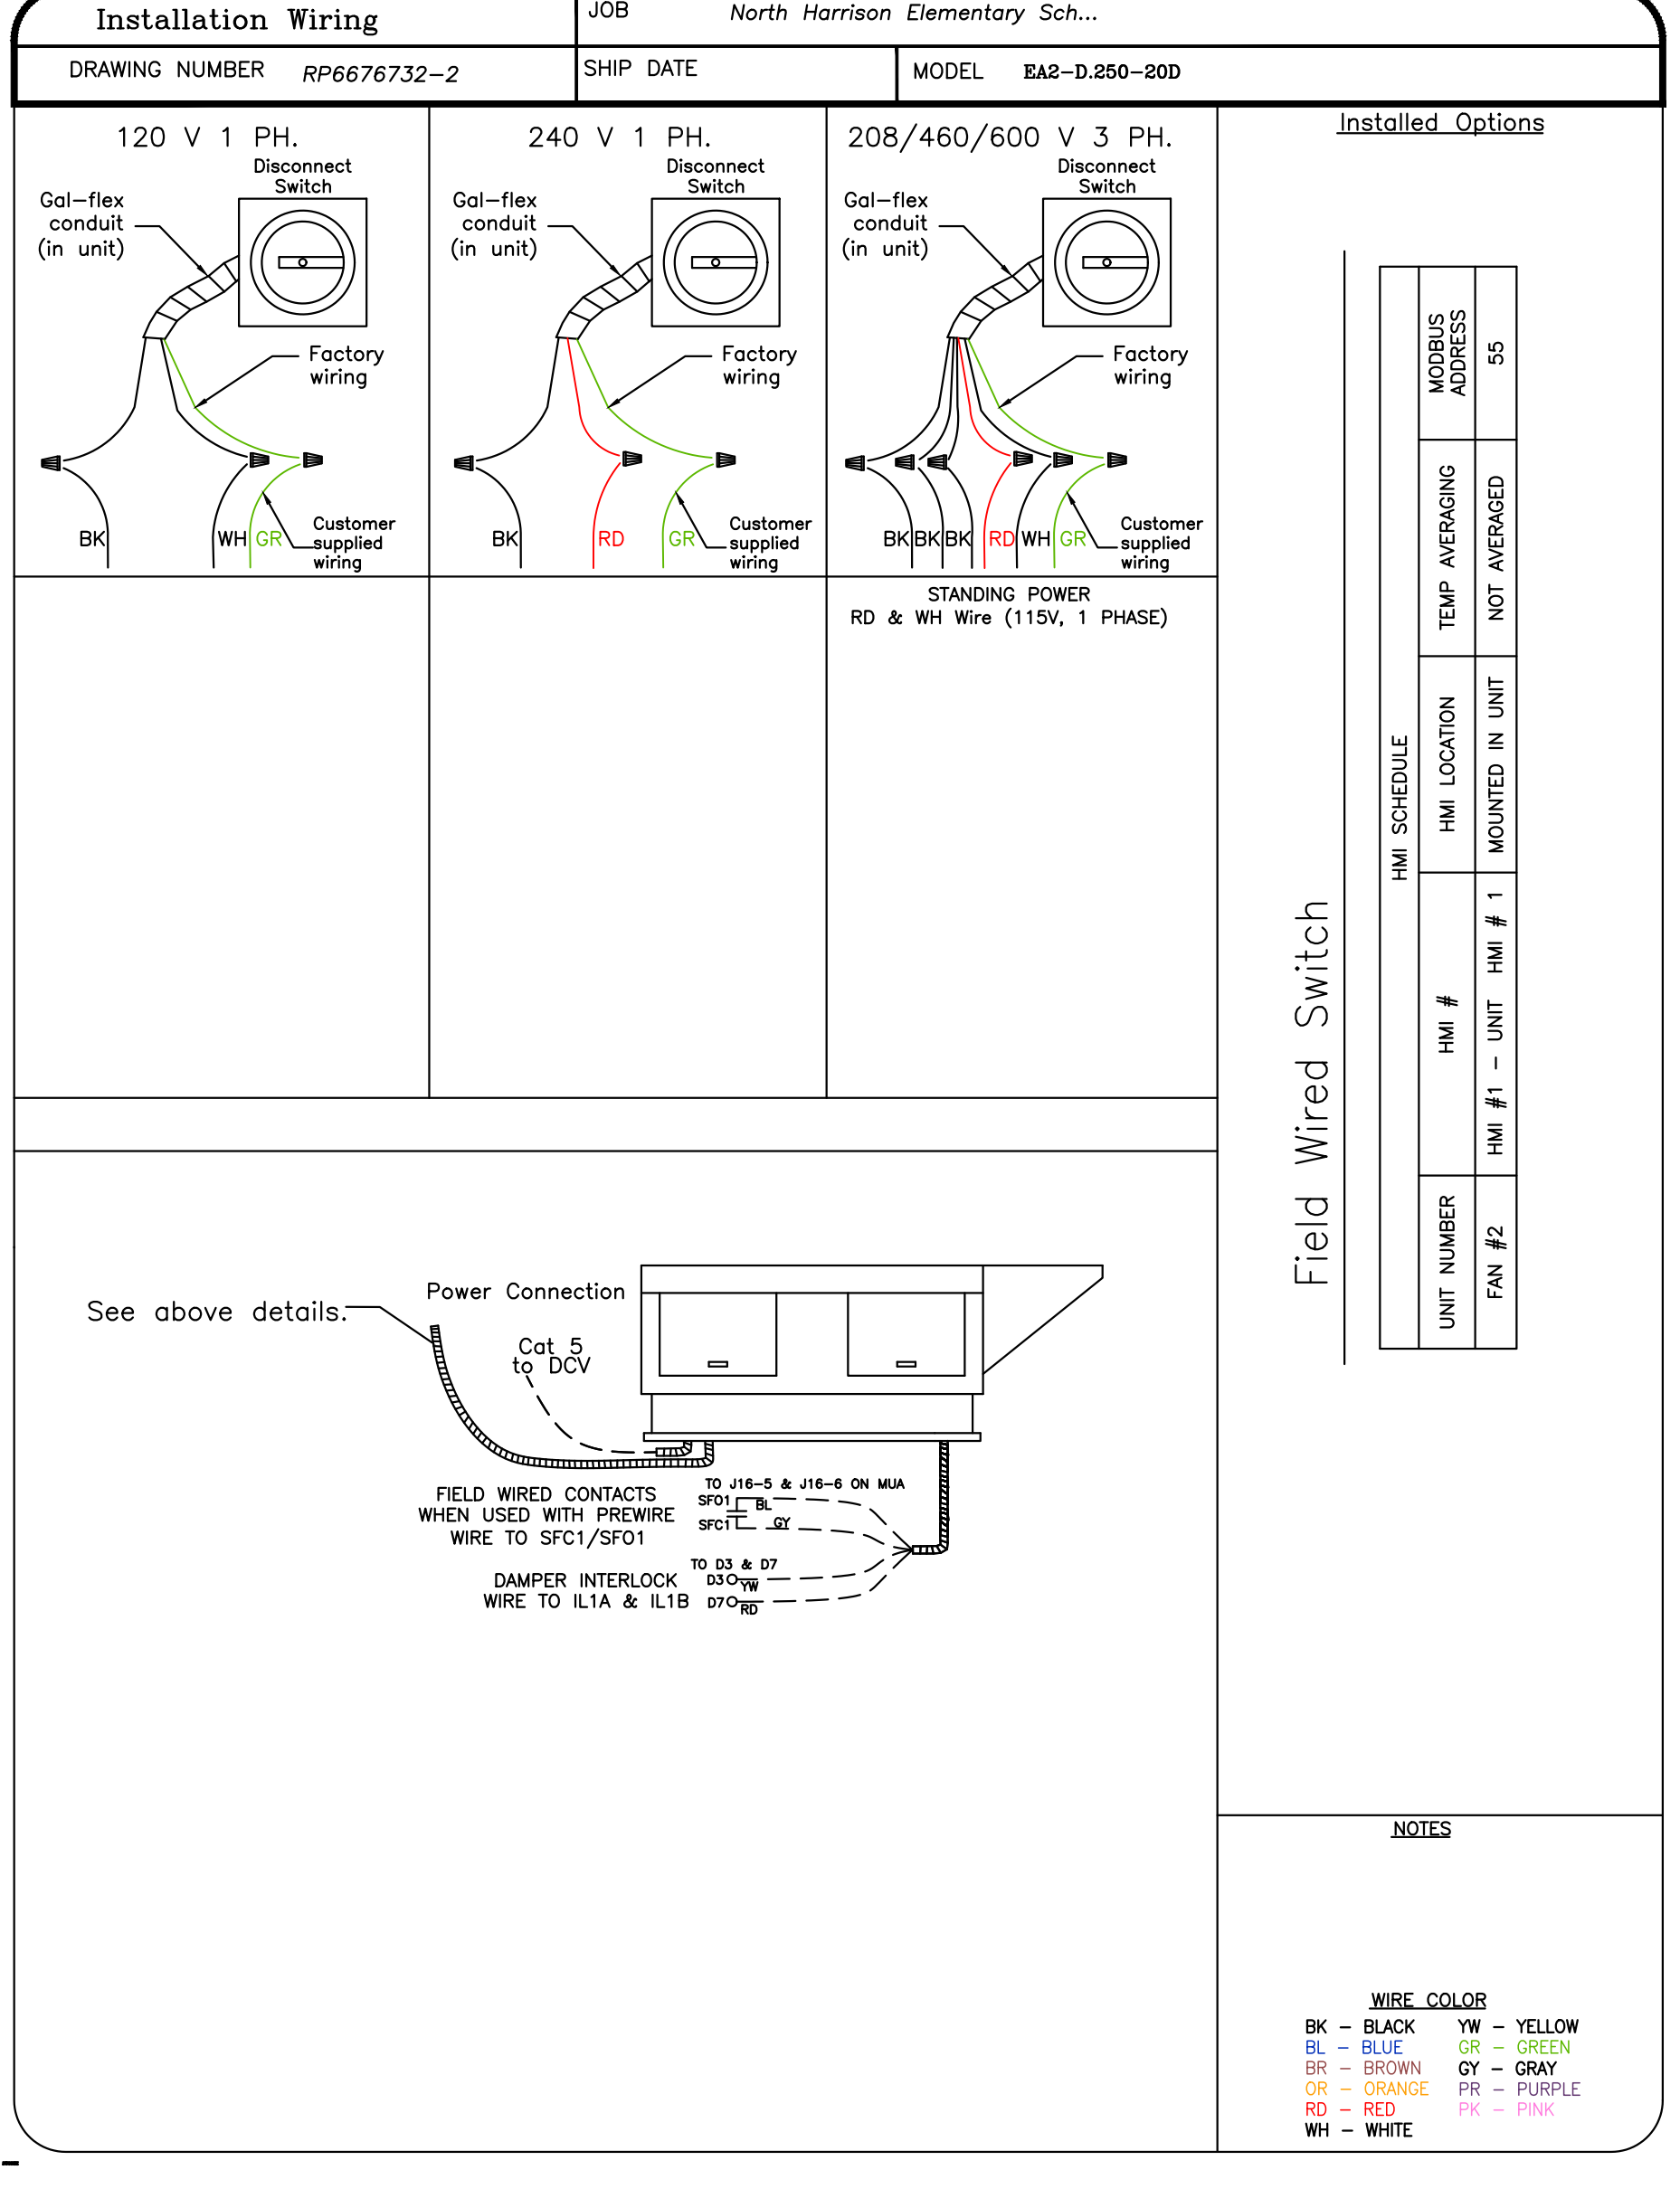 Installation Wiring
JOB North Harrison Elementary Sch...
DRAWING NUMBER RP6676732-2
SHIP DATE
MODEL EA2-D.250-20D
120 V 1 PH.
Disconnect
Switch
Gal-flex
conduit
(in unit)
Factory
wiring
BK
WH
GR
Customer
supplied
wiring
240 V 1 PH.
Disconnect
Switch
Gal-flex
conduit
(in unit)
Factory
wiring
BK
RD
GR
Customer
supplied
wiring
208/460/600 V 3 PH.
Disconnect
Switch
Gal-flex
conduit
(in unit)
Factory
wiring
BK
BK
BK
RD
WH
GR
Customer
supplied
wiring
STANDING POWER
RD & WH Wire (115V, 1 PHASE)
Power Connection
See above details.
Cat 5
to DCV
TO J16-5 & J16-6 ON MUA
FIELD WIRED CONTACTS
WHEN USED WITH PREWIRE
WIRE TO SFC1/SFO1
SFO1
BL
SFC1
GY
TO D3 & D7
DAMPER INTERLOCK
WIRE TO IL1A & IL1B
D3
YW
D7
RD
Installed Options
Field Wired Switch
HMI SCHEDULE
UNIT NUMBER
HMI #
HMI LOCATION
TEMP AVERAGING
MODBUS
ADDRESS
FAN #2
HMI #1 - UNIT HMI # 1
MOUNTED IN UNIT
NOT AVERAGED
55
NOTES
WIRE COLOR
BK - BLACK
YW - YELLOW
BL - BLUE
GR - GREEN
BR - BROWN
GY - GRAY
OR - ORANGE
PR - PURPLE
RD - RED
PK - PINK
WH - WHITE